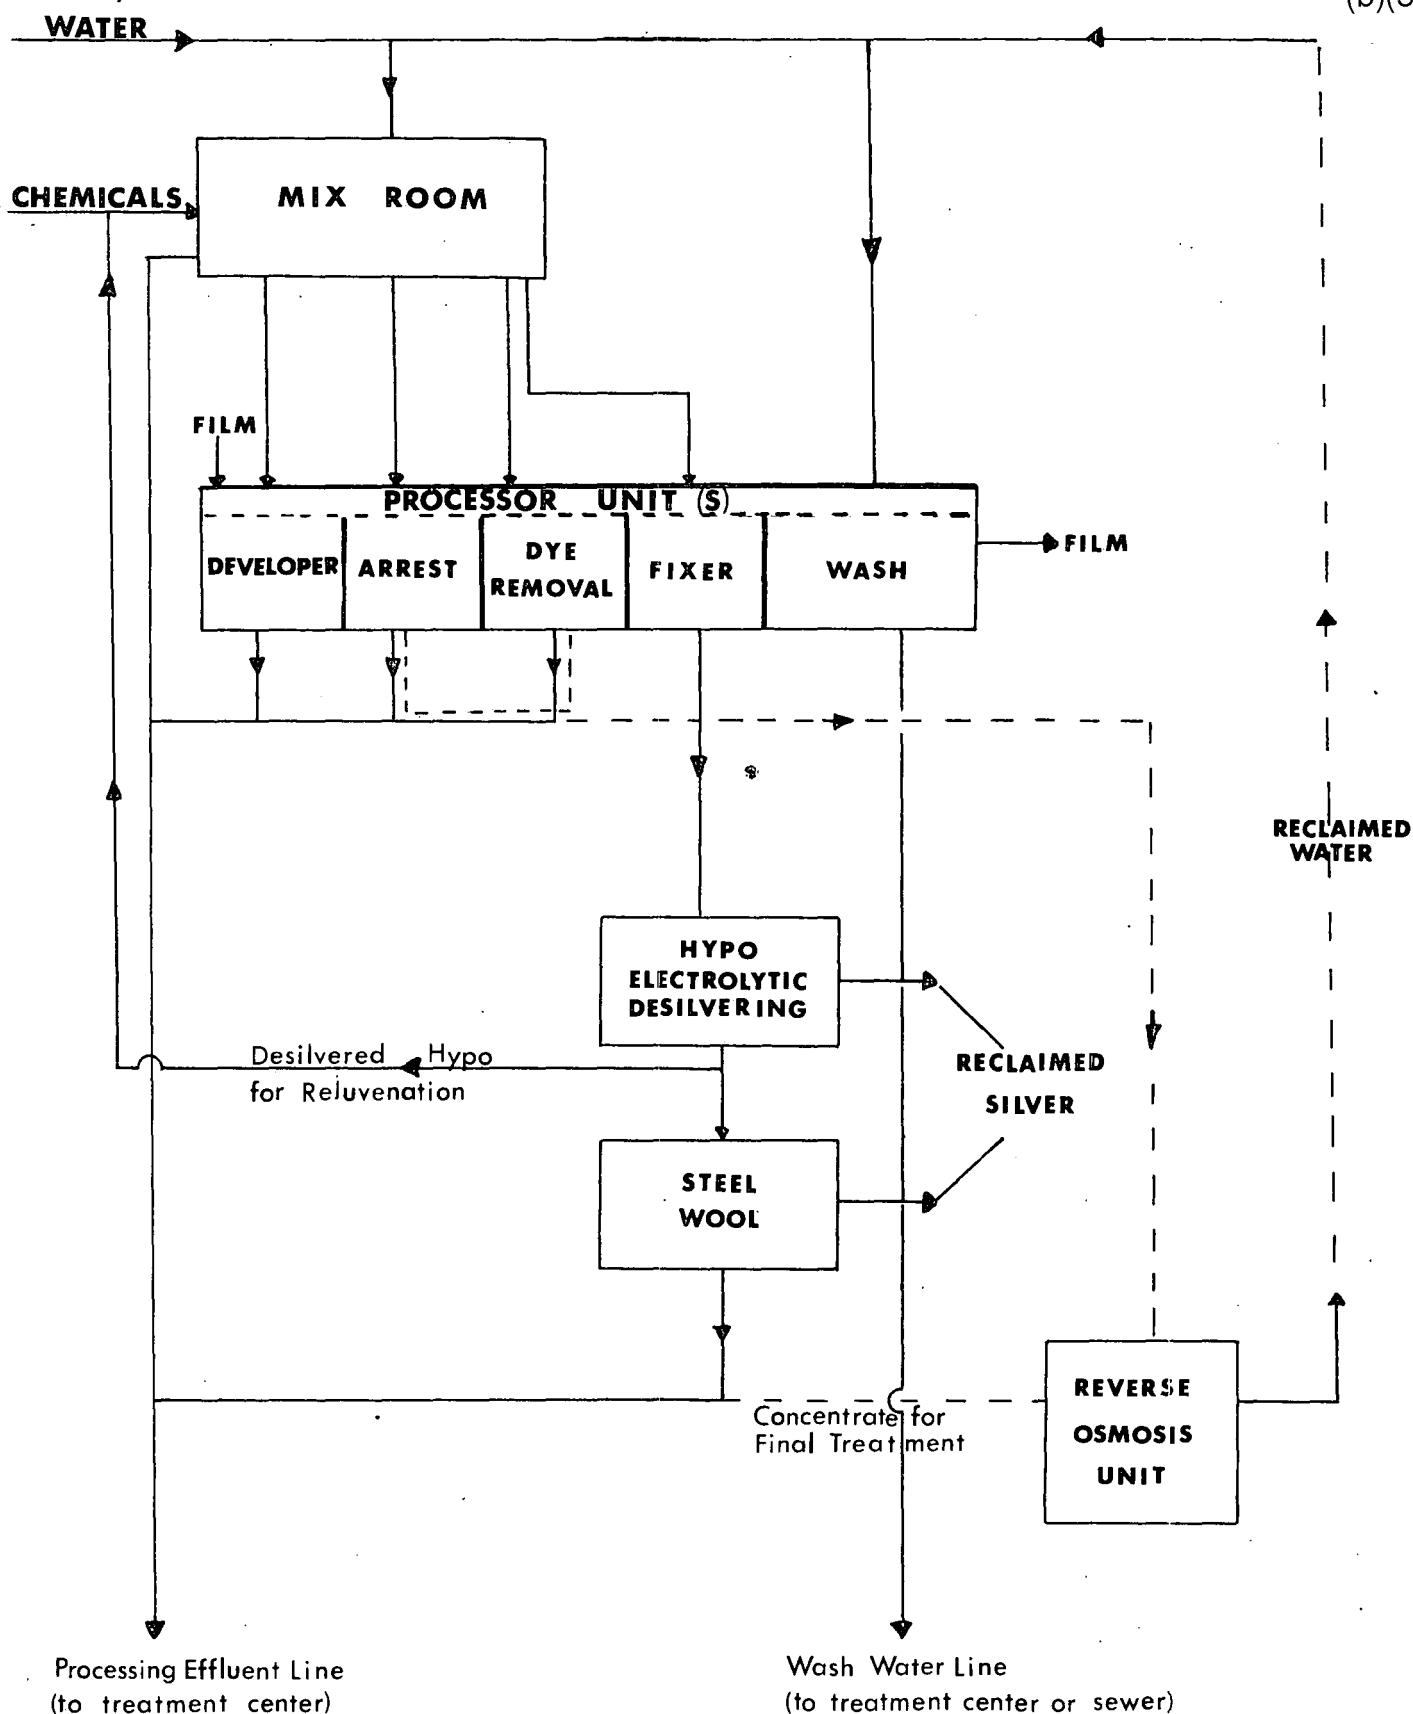 WATER
CHEMICALS
MIX ROOM
FILM
PROCESSOR UNIT (S)
DEVELOPER
ARREST
DYE
REMOVAL
FIXER
WASH
FILM
RECLAIMED
WATER
HYPO
ELECTROLYTIC
DESILVERING
Desilvered Hypo
for Rejuvenation
RECLAIMED
SILVER
STEEL
WOOL
REVERSE
OSMOSIS
UNIT
Concentrate for
Final Treatment
Processing Effluent Line
(to treatment center)
Wash Water Line
(to treatment center or sewer)